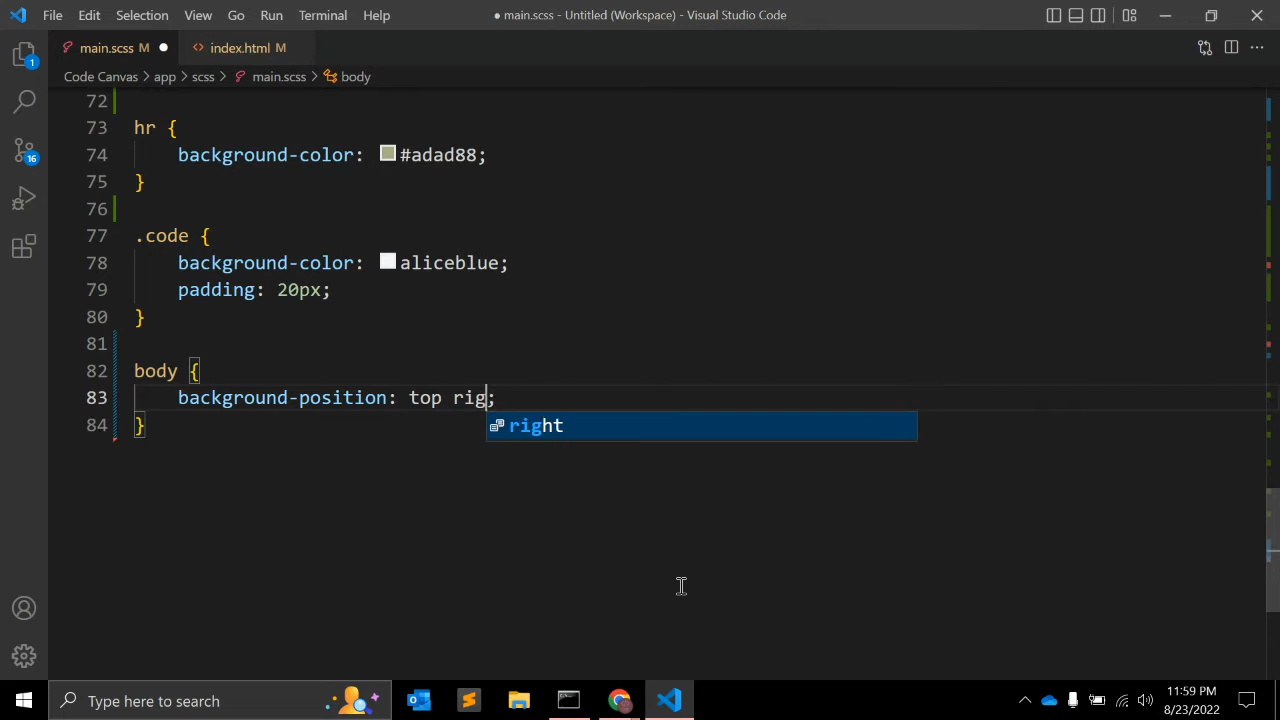 File Edit Selection View Go Run Terminal Help ● main.scss - Untitled (Workspace) - Visual Studio Code
main.scss M ● <> index.html M
Code Canvas > app > scss > main.scss > body
1
16
72
73 hr {
74 background-color: #adad88;
75 }
76
77 .code {
78 background-color: aliceblue;
79 padding: 20px;
80 }
81
82 body {
83 background-position: top rig;
84 }
right
Type here to search
11:59 PM
8/23/2022